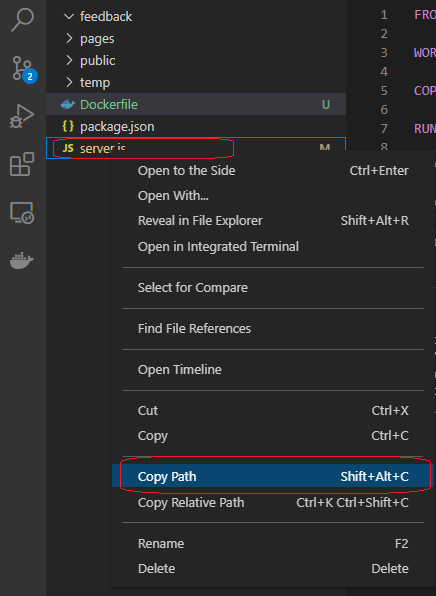 feedback
pages
public
temp
Dockerfile U
{ } package.json
JS server.js M
Open to the Side Ctrl+Enter
Open With...
Reveal in File Explorer Shift+Alt+R
Open in Integrated Terminal
Select for Compare
Find File References
Open Timeline
Cut Ctrl+X
Copy Ctrl+C
Copy Path Shift+Alt+C
Copy Relative Path Ctrl+K Ctrl+Shift+C
Rename F2
Delete Delete
2
1 FRO
2
3 WOR
4
5 COP
6
7 RUN
8